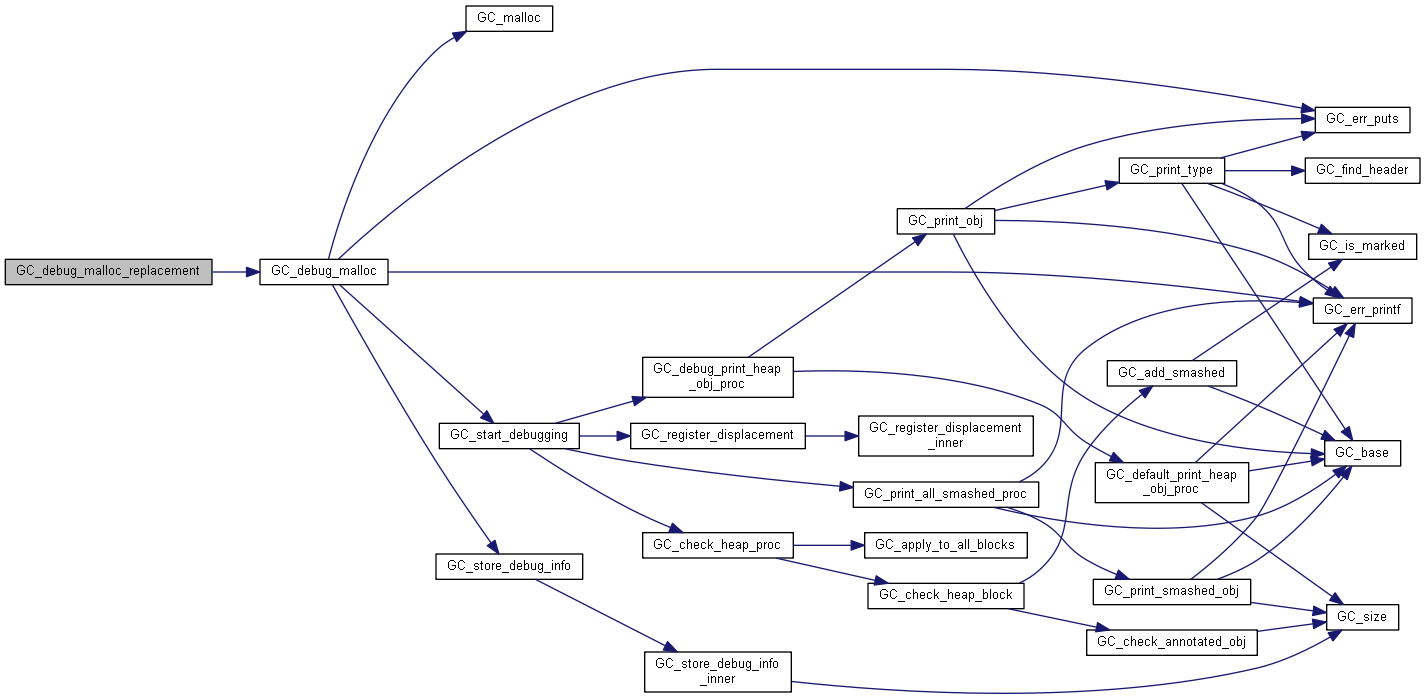 GC_malloc
GC_err_puts
GC_print_type
GC_find_header
GC_print_obj
GC_is_marked
GC_debug_malloc_replacement
GC_debug_malloc
GC_err_printf
GC_debug_print_heap
_obj_proc
GC_add_smashed
GC_start_debugging
GC_register_displacement
GC_register_displacement
_inner
GC_base
GC_default_print_heap
_obj_proc
GC_print_all_smashed_proc
GC_check_heap_proc
GC_apply_to_all_blocks
GC_store_debug_info
GC_check_heap_block
GC_print_smashed_obj
GC_size
GC_check_annotated_obj
GC_store_debug_info
_inner